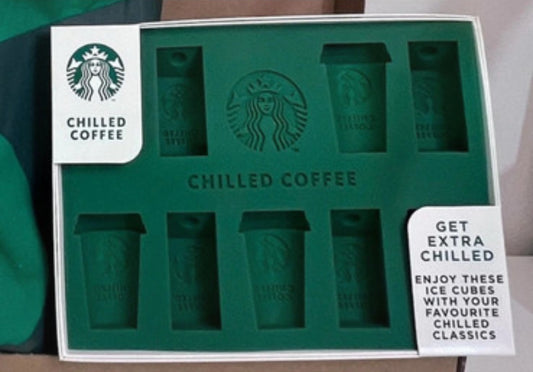 CHILLED
COFFEE
CHILLED COFFEE
GET
EXTRA
CHILLED
ENJOY THESE
ICE CUBES
WITH YOUR
FAVOURITE
CHILLED
CLASSICS